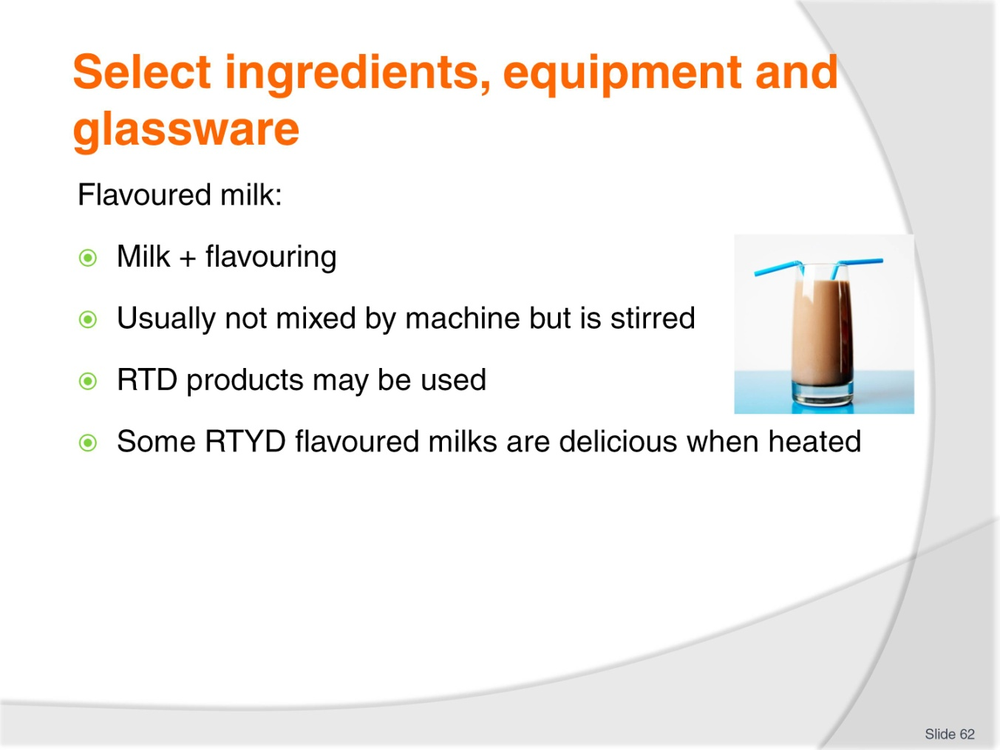 Select ingredients, equipment and
glassware
Flavoured milk:
Milk + flavouring
Usually not mixed by machine but is stirred
RTD products may be used
Some RTYD flavoured milks are delicious when heated
Slide 62